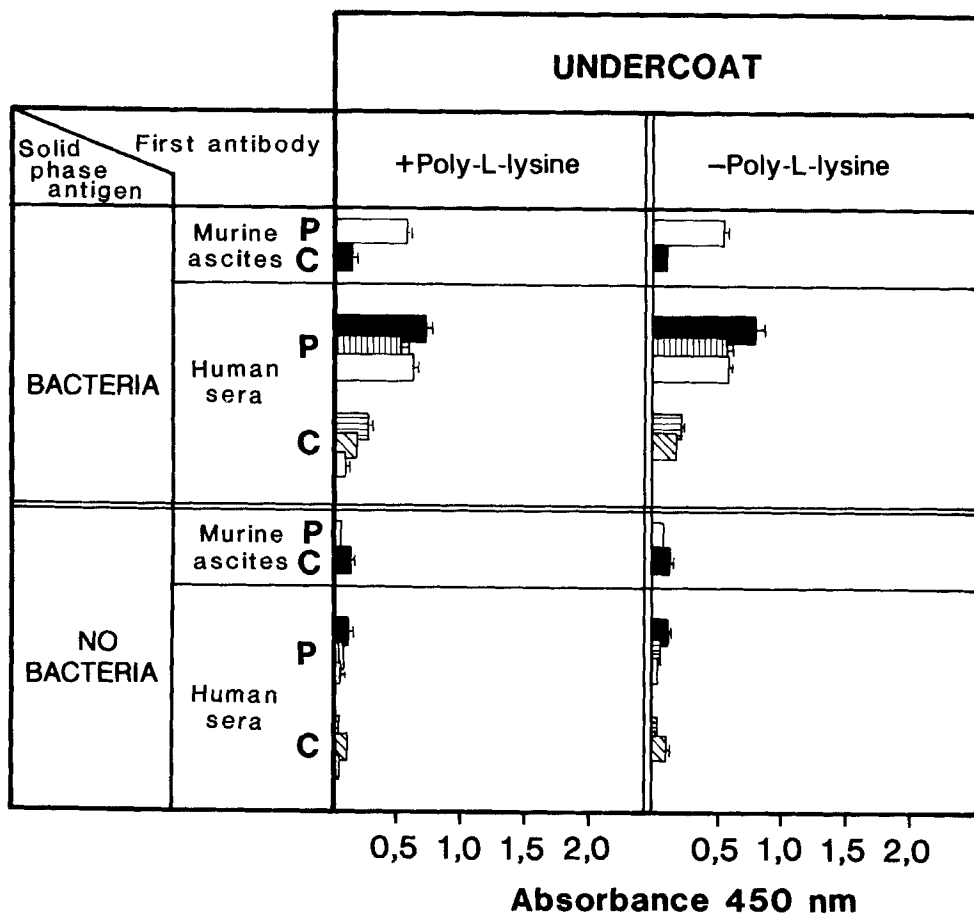 UNDERCOAT
Solid
phase
antigen
First antibody
+Poly-L-lysine
−Poly-L-lysine
BACTERIA
Murine P
ascites C
Human
sera
P
C
NO
BACTERIA
Murine P
ascites C
Human
sera
P
C
0,5 1,0 1,5 2,0
0,5 1,0 1,5 2,0
Absorbance 450 nm